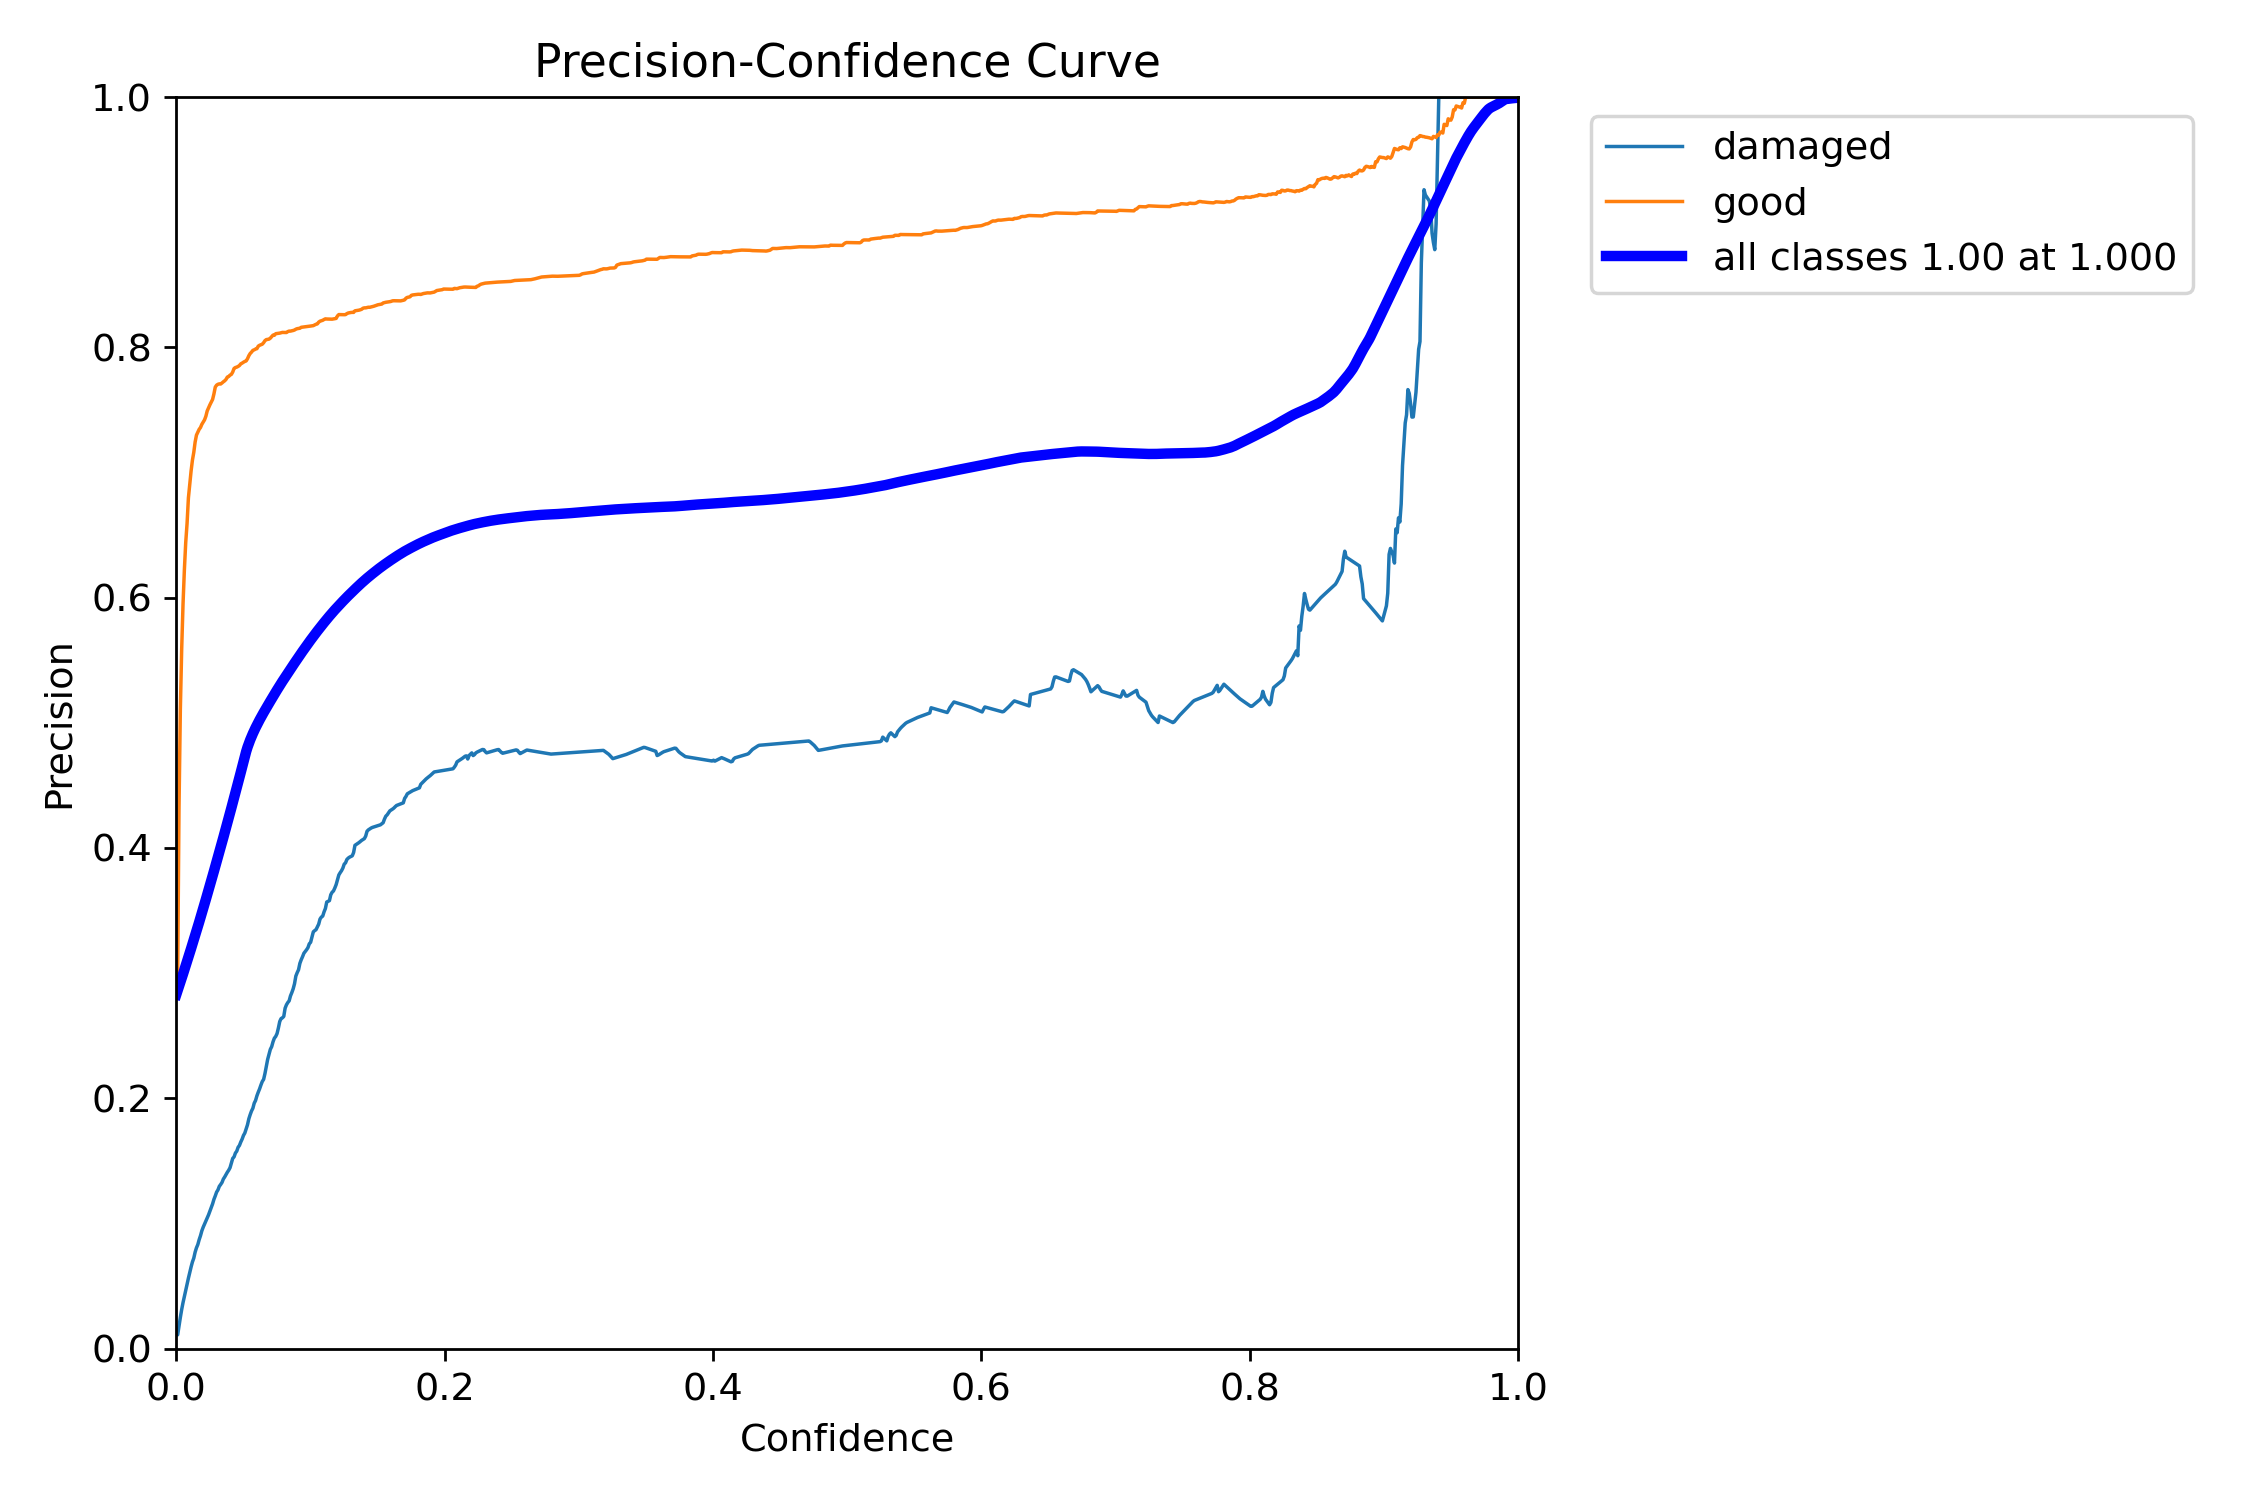 Precision-Confidence Curve
1.0
0.8
0.6
0.4
0.2
0.0
Precision
0.0 0.2 0.4 0.6 0.8 1.0
Confidence
damaged
good
all classes 1.00 at 1.000